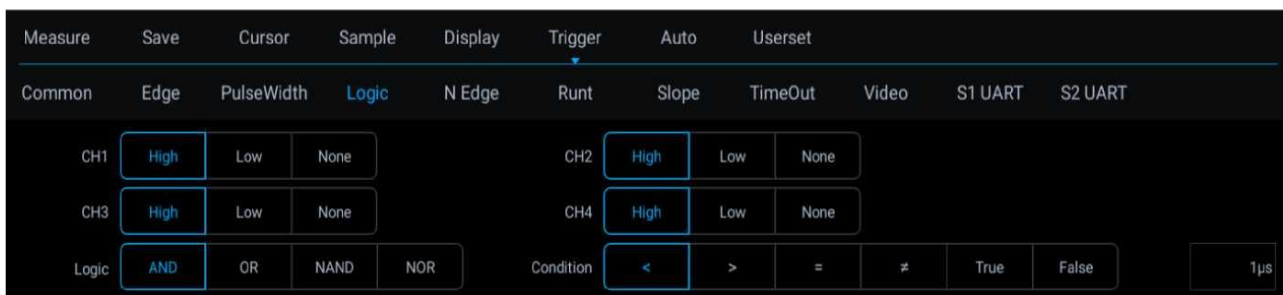 Measure Save Cursor Sample Display Trigger Auto Userset
Common Edge PulseWidth Logic N Edge Runt Slope TimeOut Video S1 UART S2 UART
CH1 High Low None CH2 High Low None
CH3 High Low None CH4 High Low None
Logic AND OR NAND NOR Condition < > = ≠ True False 1μs